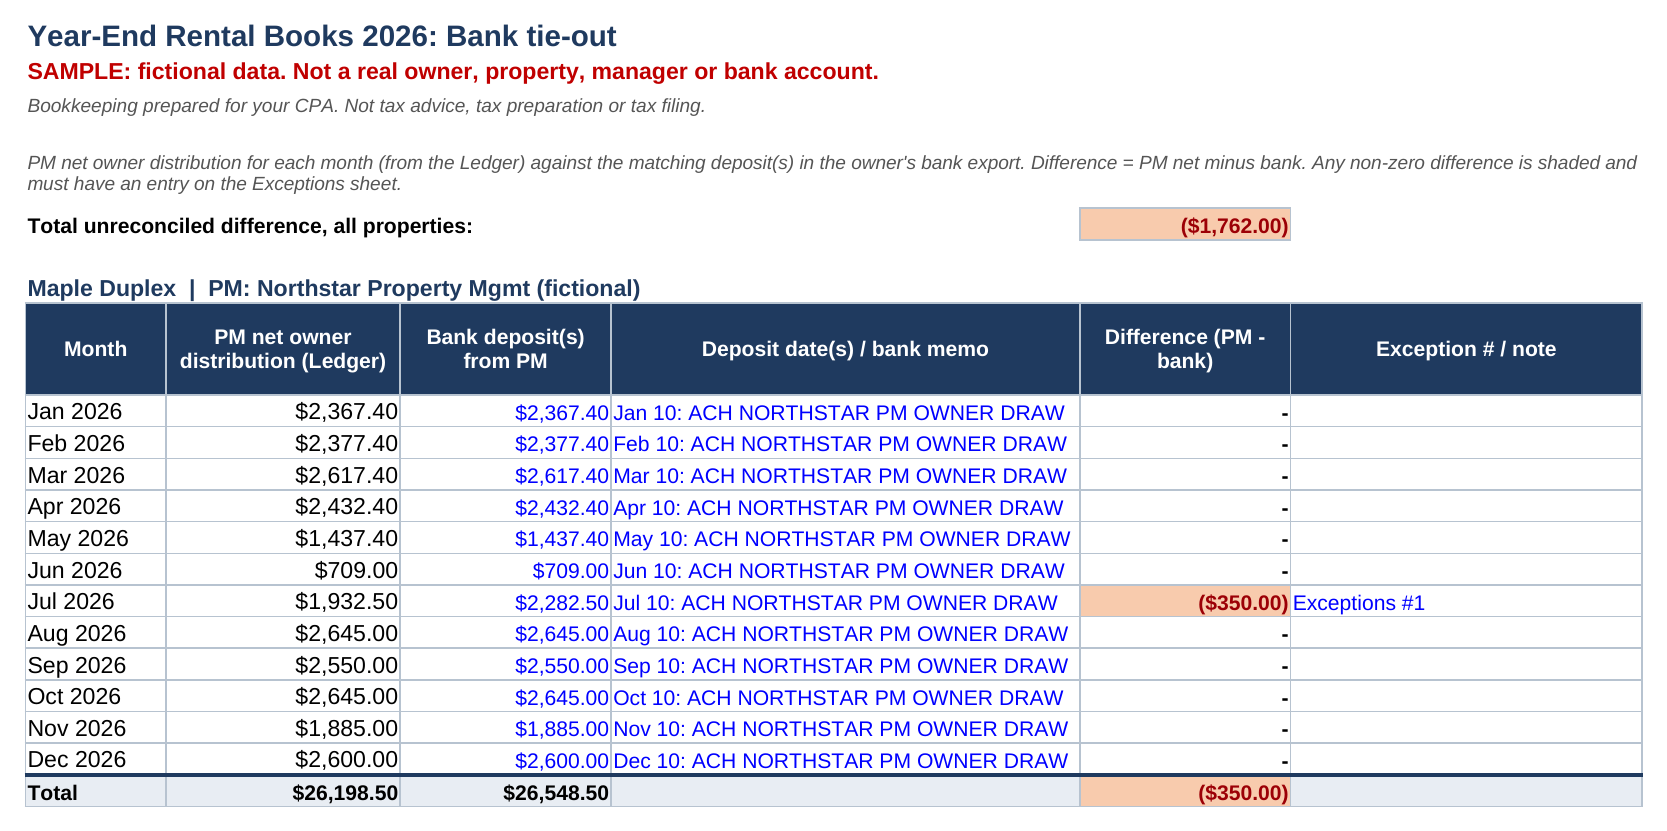 Year-End Rental Books 2026: Bank tie-out
SAMPLE: fictional data. Not a real owner, property, manager or bank account.
Bookkeeping prepared for your CPA. Not tax advice, tax preparation or tax filing.
PM net owner distribution for each month (from the Ledger) against the matching deposit(s) in the owner's bank export. Difference = PM net minus bank. Any non-zero difference is shaded and
must have an entry on the Exceptions sheet.
Total unreconciled difference, all properties: ($1,762.00)
Maple Duplex | PM: Northstar Property Mgmt (fictional)
Month | PM net owner distribution (Ledger) | Bank deposit(s) from PM | Deposit date(s) / bank memo | Difference (PM - bank) | Exception # / note
Jan 2026 $2,367.40 $2,367.40 Jan 10: ACH NORTHSTAR PM OWNER DRAW -
Feb 2026 $2,377.40 $2,377.40 Feb 10: ACH NORTHSTAR PM OWNER DRAW -
Mar 2026 $2,617.40 $2,617.40 Mar 10: ACH NORTHSTAR PM OWNER DRAW -
Apr 2026 $2,432.40 $2,432.40 Apr 10: ACH NORTHSTAR PM OWNER DRAW -
May 2026 $1,437.40 $1,437.40 May 10: ACH NORTHSTAR PM OWNER DRAW -
Jun 2026 $709.00 $709.00 Jun 10: ACH NORTHSTAR PM OWNER DRAW -
Jul 2026 $1,932.50 $2,282.50 Jul 10: ACH NORTHSTAR PM OWNER DRAW ($350.00) Exceptions #1
Aug 2026 $2,645.00 $2,645.00 Aug 10: ACH NORTHSTAR PM OWNER DRAW -
Sep 2026 $2,550.00 $2,550.00 Sep 10: ACH NORTHSTAR PM OWNER DRAW -
Oct 2026 $2,645.00 $2,645.00 Oct 10: ACH NORTHSTAR PM OWNER DRAW -
Nov 2026 $1,885.00 $1,885.00 Nov 10: ACH NORTHSTAR PM OWNER DRAW -
Dec 2026 $2,600.00 $2,600.00 Dec 10: ACH NORTHSTAR PM OWNER DRAW -
Total $26,198.50 $26,548.50 ($350.00)